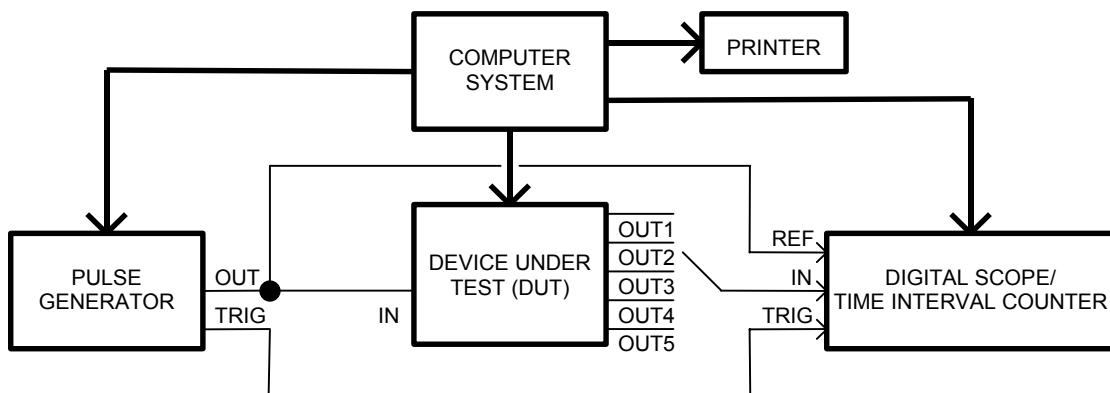 COMPUTER
SYSTEM
PRINTER
PULSE
GENERATOR
OUT
TRIG
IN
DEVICE UNDER
TEST (DUT)
OUT1
OUT2
OUT3
OUT4
OUT5
REF
IN
TRIG
DIGITAL SCOPE/
TIME INTERVAL COUNTER